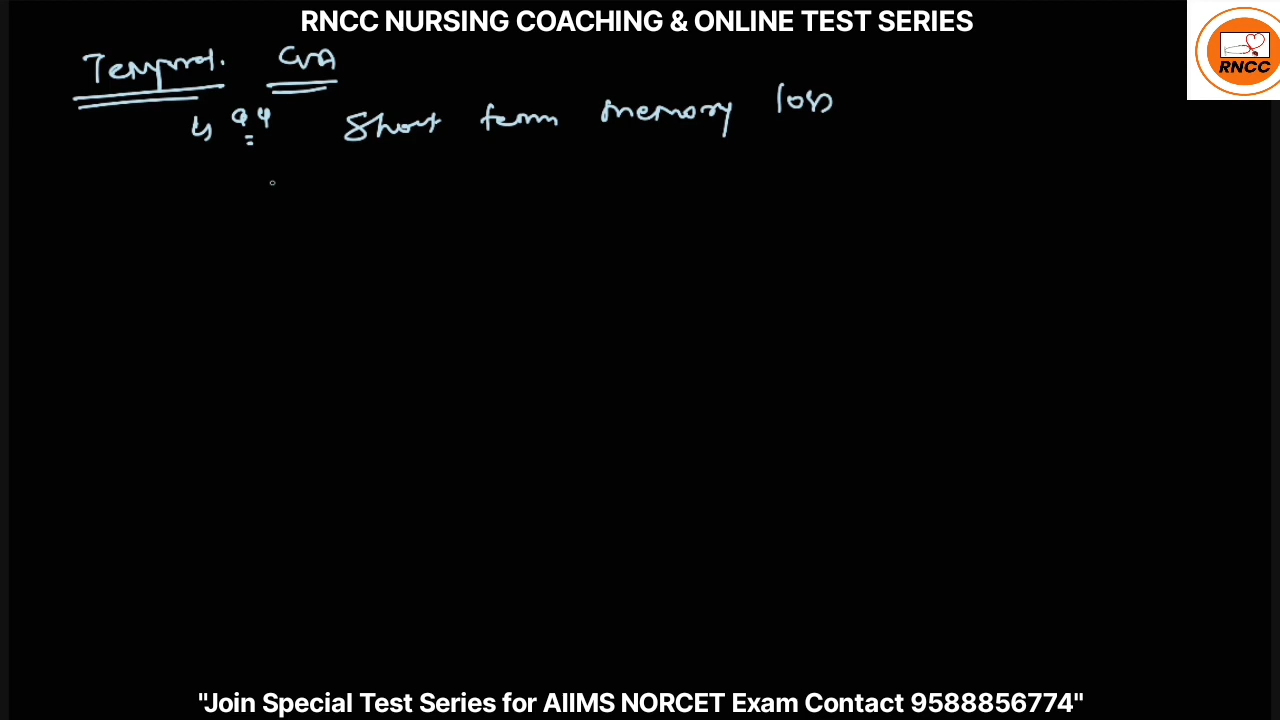 RNCC NURSING COACHING & ONLINE TEST SERIES
RNCC
Temporal. CVA
Short term memory loss
"Join Special Test Series for AIIMS NORCET Exam Contact 9588856774"